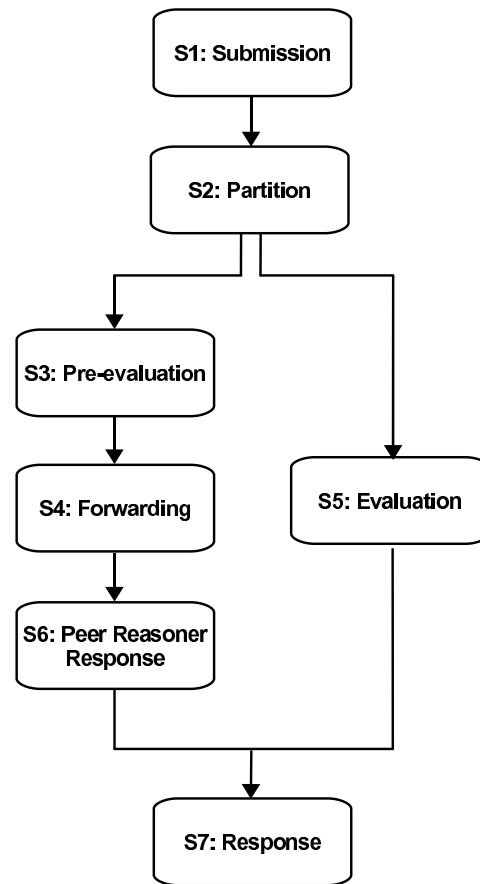 S1: Submission
S2: Partition
S3: Pre-evaluation
S4: Forwarding
S5: Evaluation
S6: Peer Reasoner
Response
S7: Response